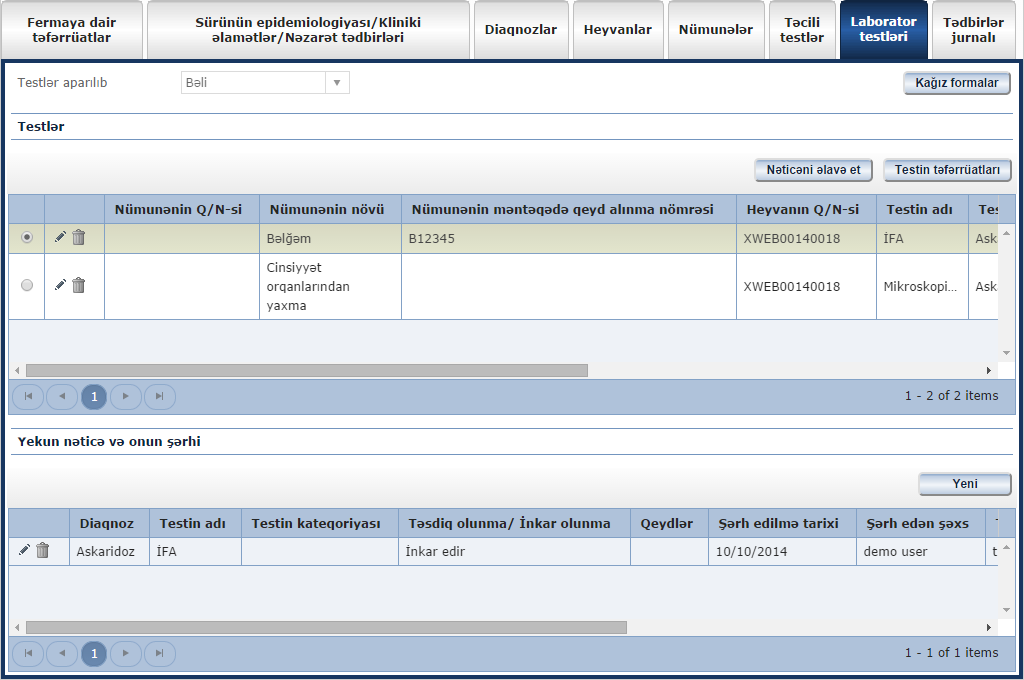 Fermaya dair
təfərrüatlar
Sürünün epidemiologiyası/Kliniki
əlamətlər/Nəzarət tədbirləri
Diaqnozlar
Heyvanlar
Nümunələr
Təcili
testlər
Laborator
testləri
Tədbirlər
jurnalı
Testlər aparılıb
Bəli
Kağız formalar
Testlər
Nəticəni əlavə et
Testin təfərrüatları
Nümunənin Q/N-si
Nümunənin növü
Nümunənin məntəqədə qeyd alınma nömrəsi
Heyvanın Q/N-si
Testin adı
Tes
Bəlğəm
B12345
XWEB00140018
İFA
Aska
Cinsiyyət
orqanlarından
yaxma
XWEB00140018
Mikroskopi...
Aska
1
1 - 2 of 2 items
Yekun nəticə və onun şərhi
Yeni
Diaqnoz
Testin adı
Testin kateqoriyası
Təsdiq olunma/ İnkar olunma
Qeydlər
Şərh edilmə tarixi
Şərh edən şəxs
Askaridoz
İFA
İnkar edir
10/10/2014
demo user
t
1
1 - 1 of 1 items